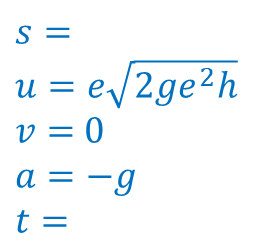 s =
u = e√(2ge²h)
v = 0
a = −g
t =